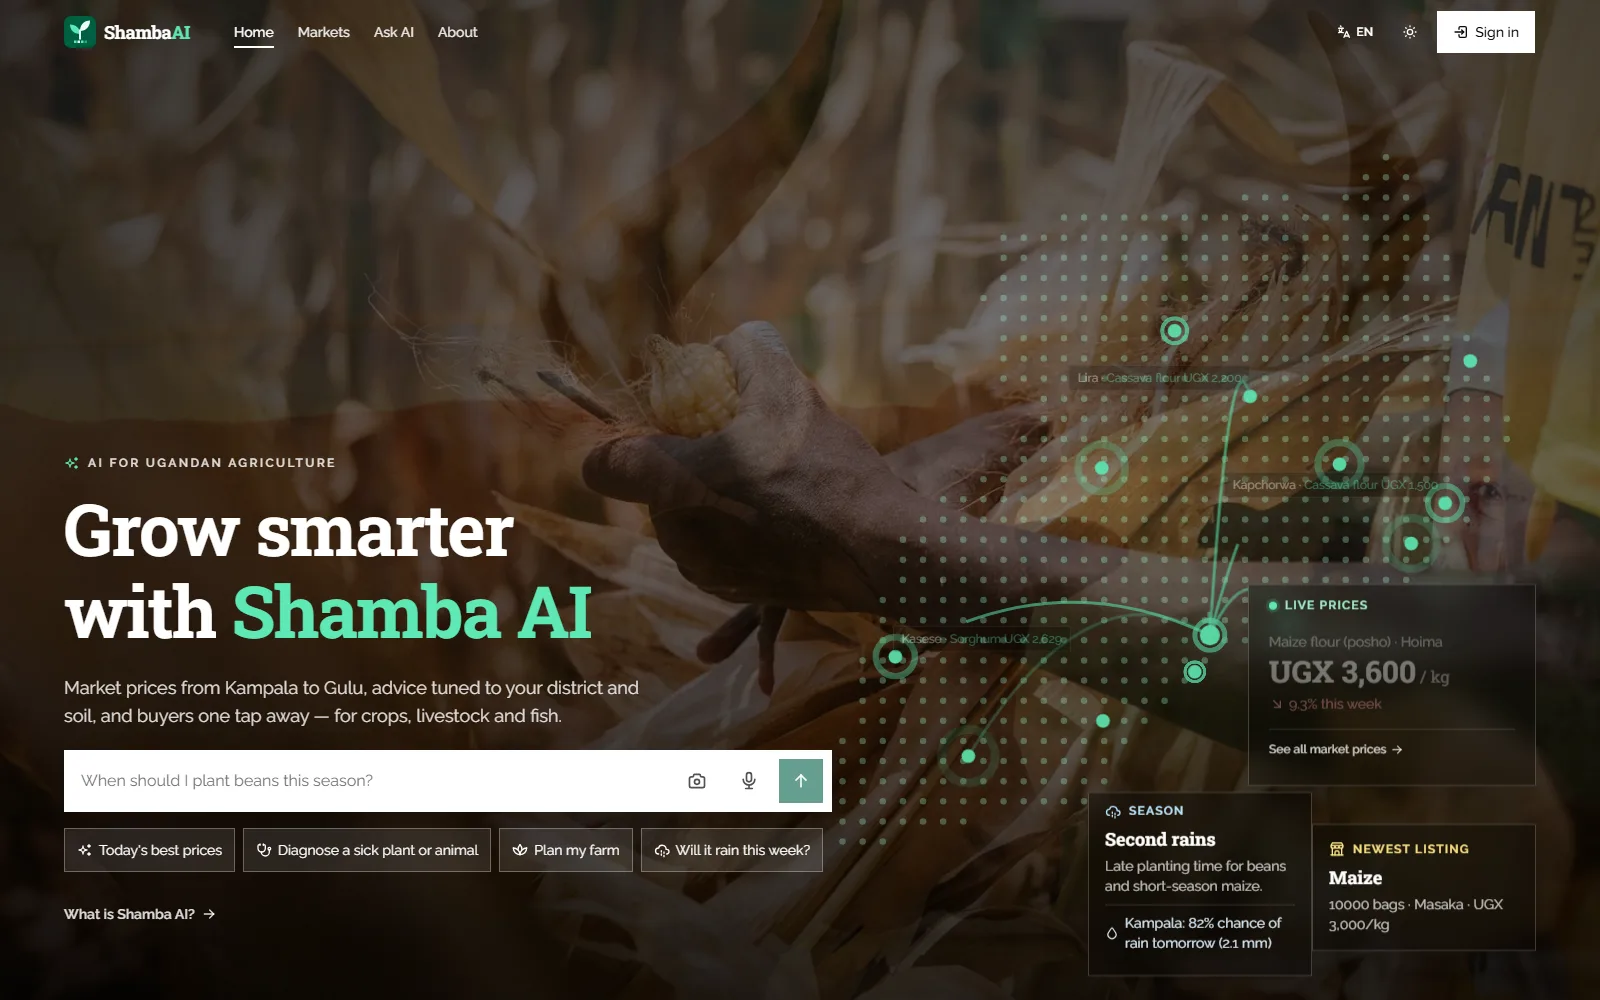 ShambaAI
Home
Markets
Ask AI
About
EN
Sign in
AI FOR UGANDAN AGRICULTURE
Grow smarter
with Shamba AI
Market prices from Kampala to Gulu, advice tuned to your district and
soil, and buyers one tap away — for crops, livestock and fish.
When should I plant beans this season?
Today's best prices
Diagnose a sick plant or animal
Plan my farm
Will it rain this week?
What is Shamba AI? →
Lira · Cassava flour UGX 2,200
Kapchorwa · Cassava flour UGX 1,500
Kasese · Sorghum UGX 2,629
LIVE PRICES
Maize flour (posho) · Hoima
UGX 3,600 / kg
↘ 9.3% this week
See all market prices →
SEASON
Second rains
Late planting time for beans
and short-season maize.
Kampala: 82% chance of
rain tomorrow (2.1 mm)
NEWEST LISTING
Maize
10000 bags · Masaka · UGX
3,000/kg